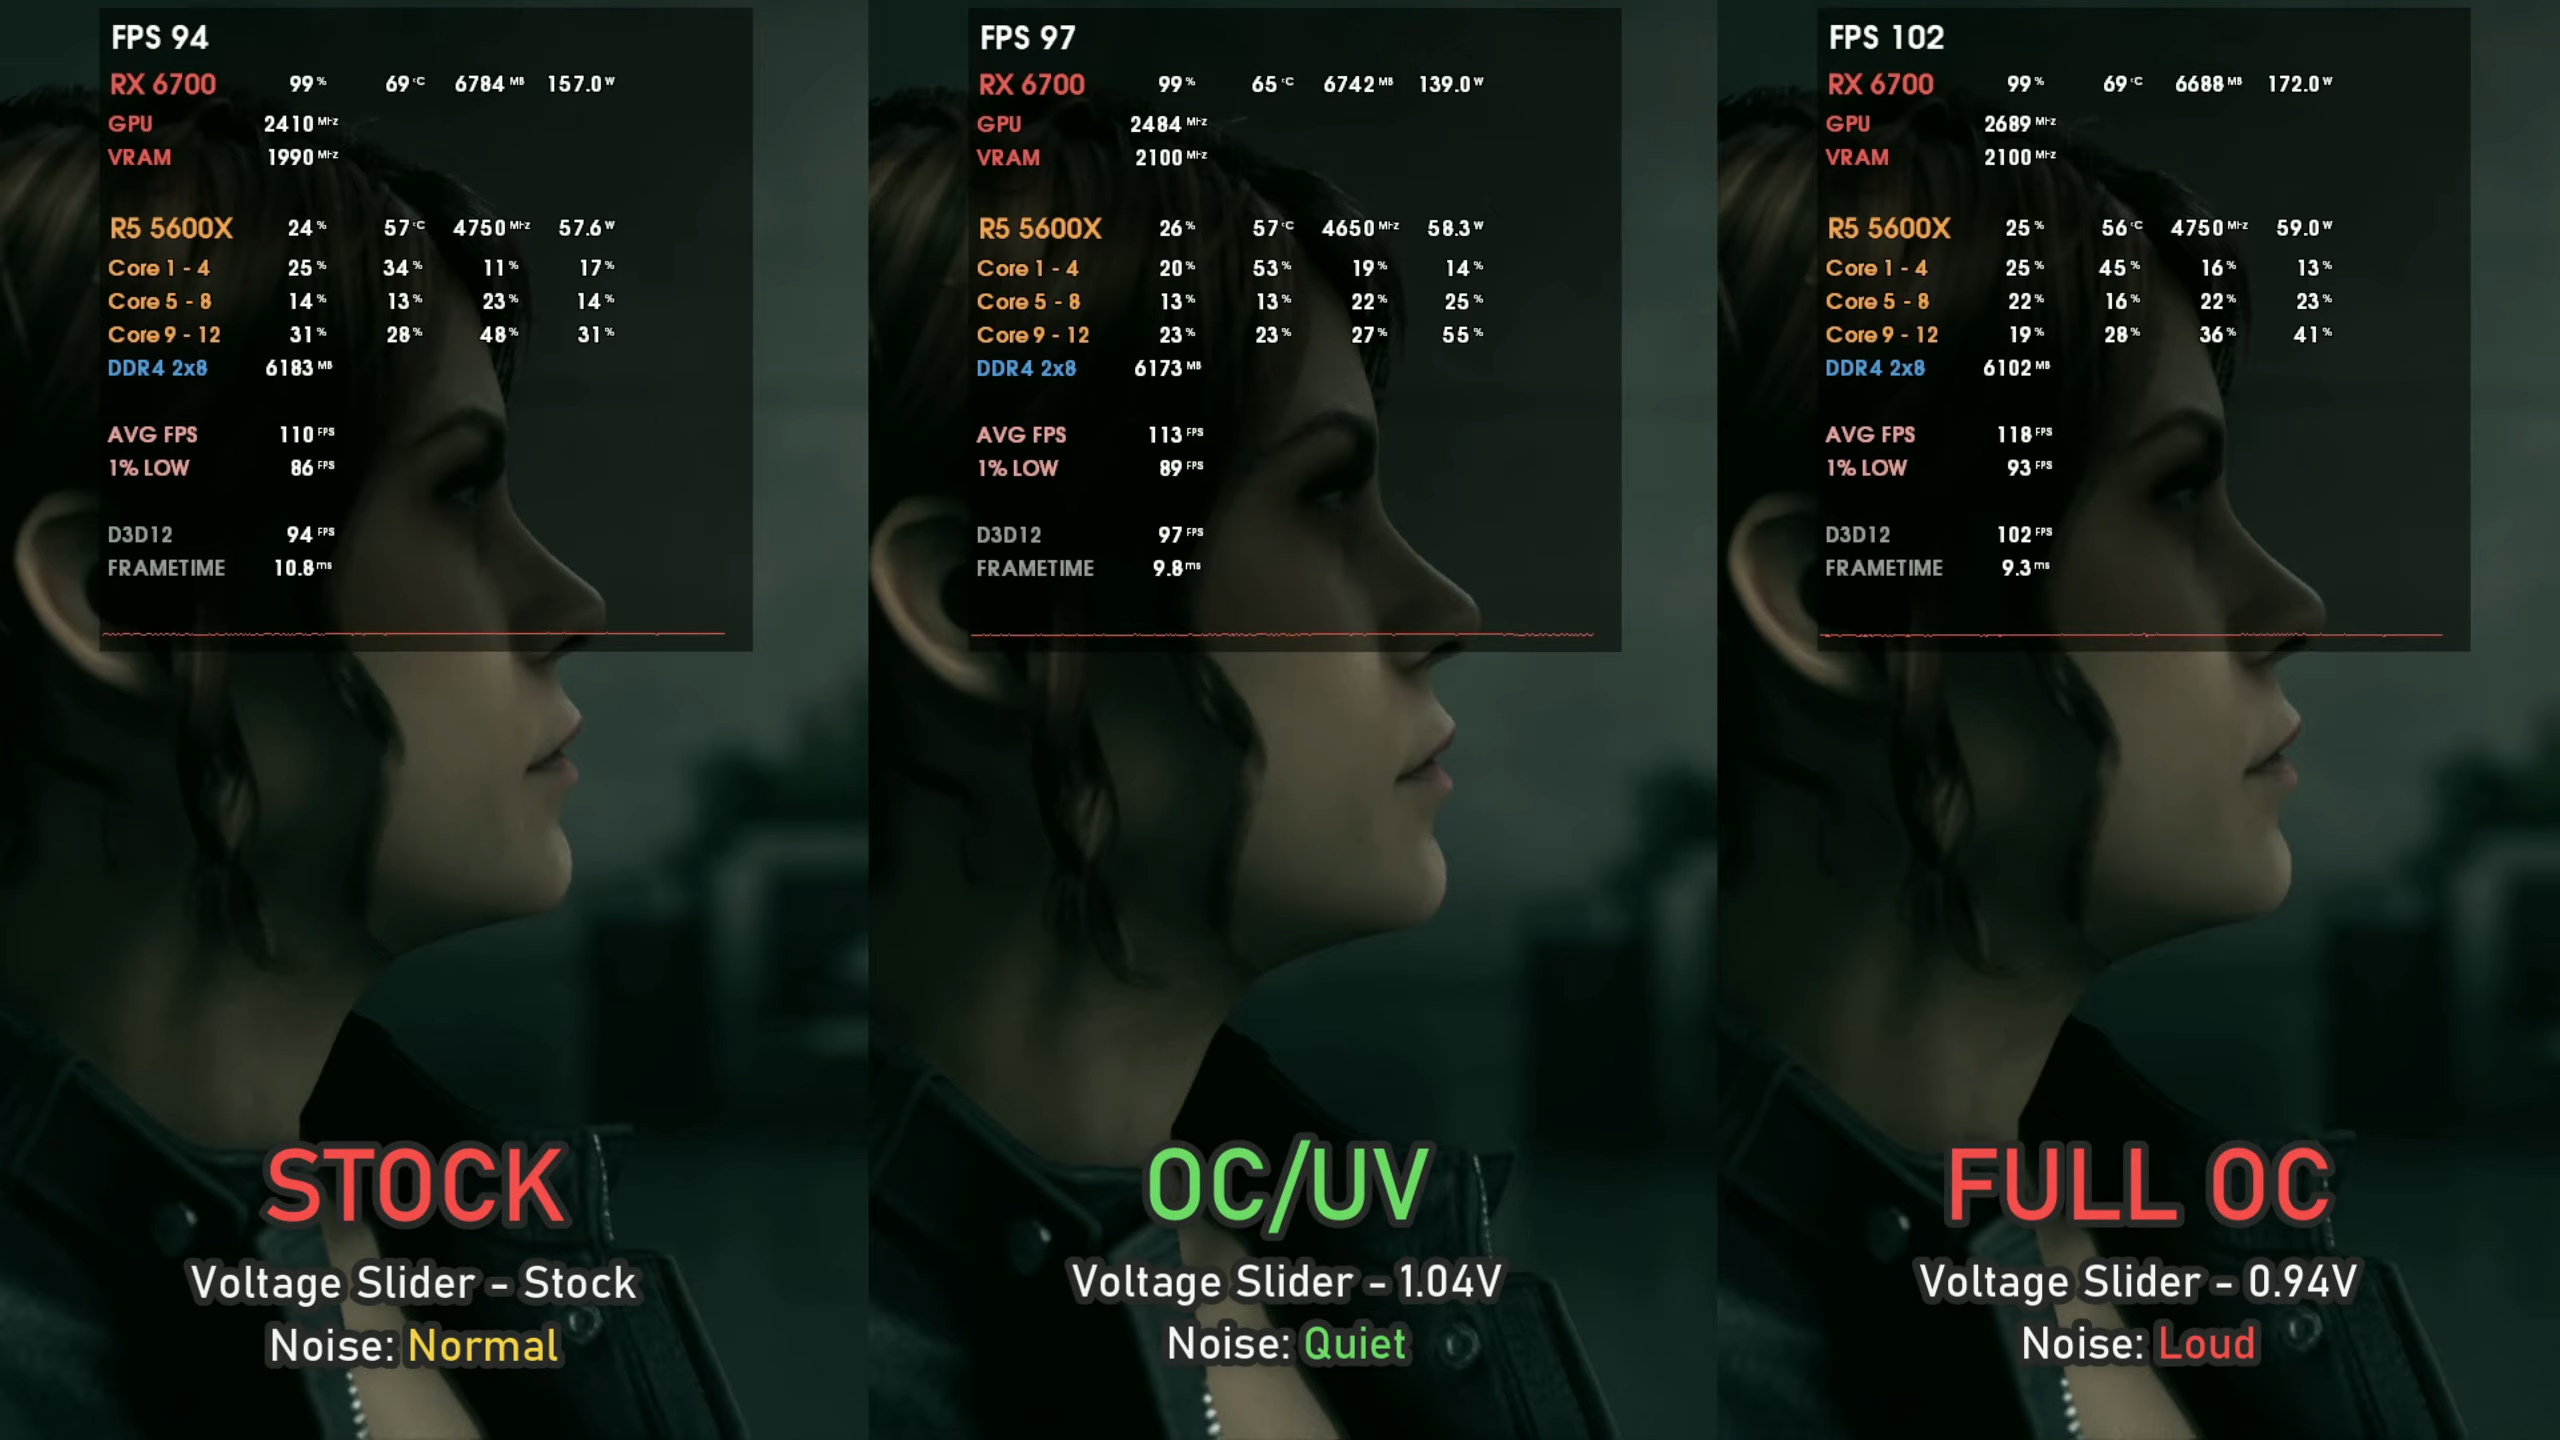 FPS 94
RX 6700 99% 69°C 6784 MB 157.0 W
GPU 2410 MHz
VRAM 1990 MHz
R5 5600X 24% 57°C 4750 MHz 57.6 W
Core 1 - 4 25% 34% 11% 17%
Core 5 - 8 14% 13% 23% 14%
Core 9 - 12 31% 28% 48% 31%
DDR4 2x8 6183 MB
AVG FPS 110 FPS
1% LOW 86 FPS
D3D12 94 FPS
FRAMETIME 10.8 ms
STOCK
Voltage Slider - Stock
Noise: Normal
FPS 97
RX 6700 99% 65°C 6742 MB 139.0 W
GPU 2484 MHz
VRAM 2100 MHz
R5 5600X 26% 57°C 4650 MHz 58.3 W
Core 1 - 4 20% 53% 19% 14%
Core 5 - 8 13% 13% 22% 25%
Core 9 - 12 23% 23% 27% 55%
DDR4 2x8 6173 MB
AVG FPS 113 FPS
1% LOW 89 FPS
D3D12 97 FPS
FRAMETIME 9.8 ms
OC/UV
Voltage Slider - 1.04V
Noise: Quiet
FPS 102
RX 6700 99% 69°C 6688 MB 172.0 W
GPU 2689 MHz
VRAM 2100 MHz
R5 5600X 25% 56°C 4750 MHz 59.0 W
Core 1 - 4 25% 45% 16% 13%
Core 5 - 8 22% 16% 22% 23%
Core 9 - 12 19% 28% 36% 41%
DDR4 2x8 6102 MB
AVG FPS 118 FPS
1% LOW 93 FPS
D3D12 102 FPS
FRAMETIME 9.3 ms
FULL OC
Voltage Slider - 0.94V
Noise: Loud